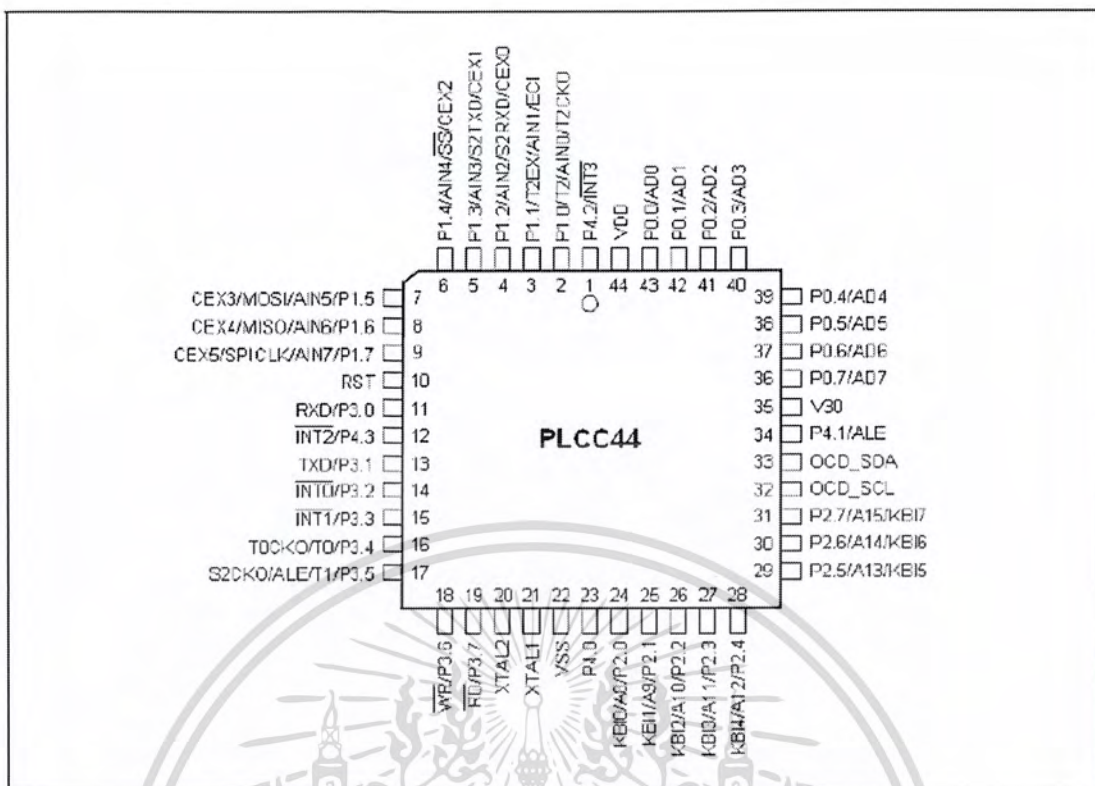 P1.4/AIN4/SS/CEX2
P1.3/AIN3/S2TXD/CEX1
P1.2/AIN2/S2RXD/CEX0
P1.1/T2EX/AIN1/ECI
P1.0/T2/AIN0/T2CKO
P4.2/INT3
VDD
P0.0/AD0
P0.1/AD1
P0.2/AD2
P0.3/AD3
6 5 4 3 2 1 44 43 42 41 40
CEX3/MOSI/AIN5/P1.5 7
CEX4/MISO/AIN6/P1.6 8
CEX5/SPICLK/AIN7/P1.7 9
RST 10
RXD/P3.0 11
INT2/P4.3 12
TXD/P3.1 13
INT0/P3.2 14
INT1/P3.3 15
T0CKO/T0/P3.4 16
S2CKO/ALE/T1/P3.5 17
PLCC44
39 P0.4/AD4
38 P0.5/AD5
37 P0.6/AD6
36 P0.7/AD7
35 V30
34 P4.1/ALE
33 OCD_SDA
32 OCD_SCL
31 P2.7/A15/KBI7
30 P2.6/A14/KBI6
29 P2.5/A13/KBI5
18 19 20 21 22 23 24 25 26 27 28
WR/P3.6
RD/P3.7
XTAL2
XTAL1
VSS
P4.0
KBI0/A8/P2.0
KBI1/A9/P2.1
KBI2/A10/P2.2
KBI3/A11/P2.3
KBI4/A12/P2.4